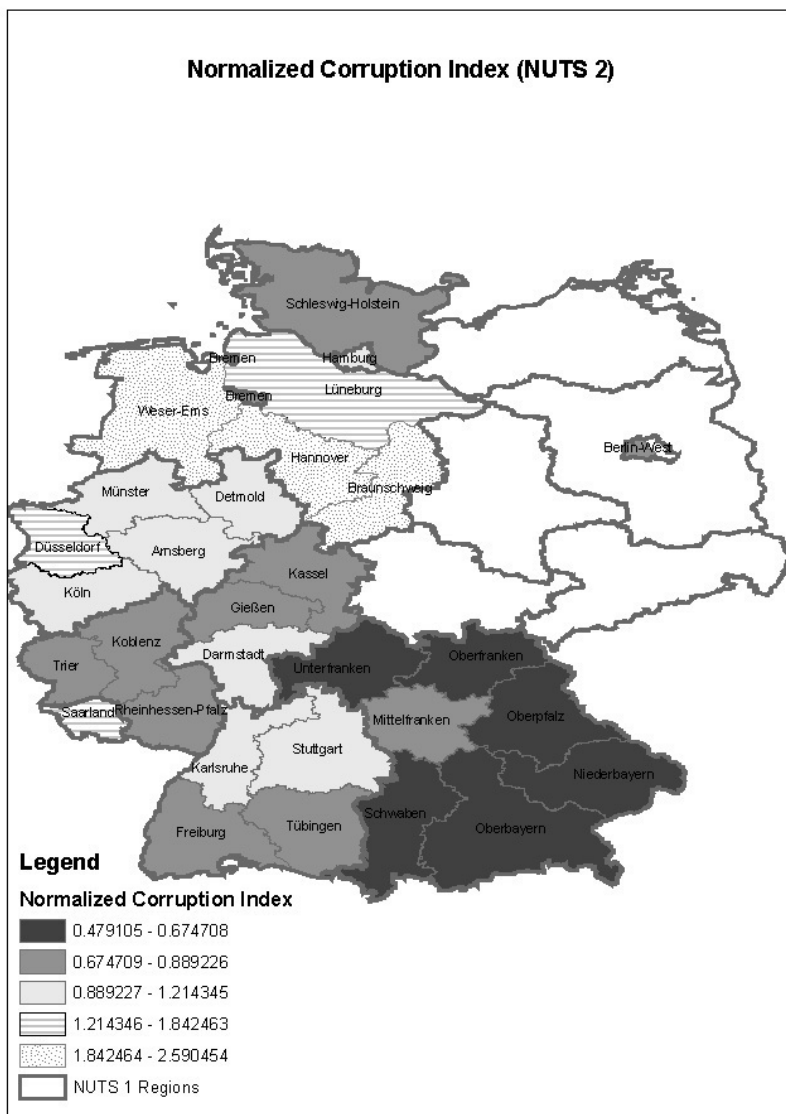 Normalized Corruption Index (NUTS 2)
Schleswig-Holstein
Bremen
Hamburg
Lüneburg
Bremen
Weser-Ems
Berlin-West
Hannover
Braunschweig
Münster
Detmold
Düsseldorf
Arnsberg
Kassel
Köln
Gießen
Koblenz
Darmstadt
Trier
Unterfranken
Oberfranken
Saarland
Rheinhessen-Pfalz
Mittelfranken
Oberpfalz
Stuttgart
Karlsruhe
Niederbayern
Schwaben
Freiburg
Tübingen
Oberbayern
Legend
Normalized Corruption Index
0.479105 - 0.674708
0.674709 - 0.889226
0.889227 - 1.214345
1.214346 - 1.842463
1.842464 - 2.590454
NUTS 1 Regions